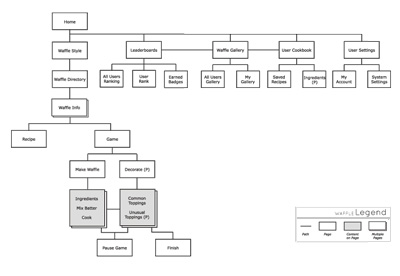 Home
Waffle Style
Leaderboards
Waffle Gallery
User Cookbook
User Settings
Waffle Directory
All Users
Ranking
User
Rank
Earned
Badges
All Users
Gallery
My
Gallery
Saved
Recipes
Ingredients
(P)
My
Account
System
Settings
Waffle Info
Recipe
Game
Make Waffle
Decorate (P)
Ingredients
Mix Batter
Cook
Common
Toppings
Unusual
Toppings (P)
Pause Game
Finish
waffle Legend
Path
Page
Content
on Page
Multiple
Pages